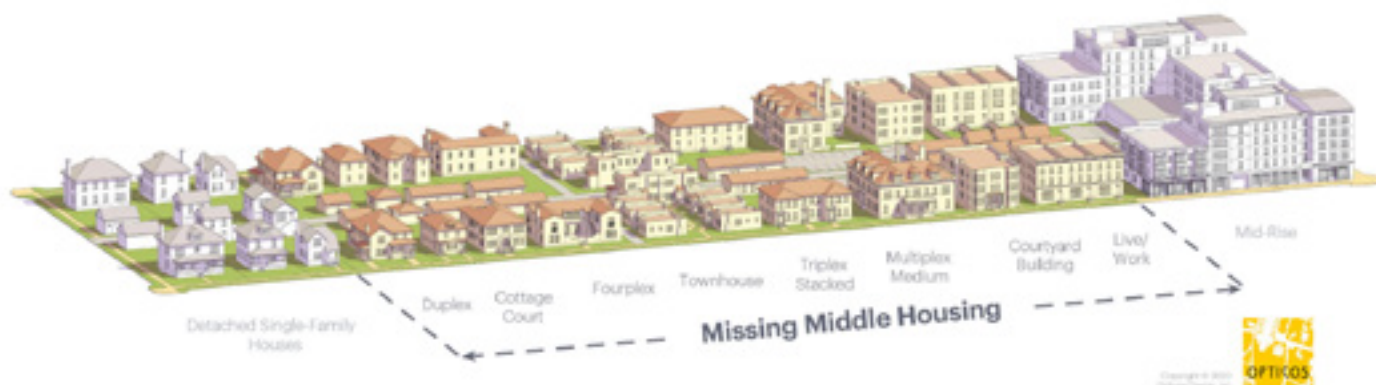 Detached Single-Family
Houses
Duplex
Cottage
Court
Fourplex
Townhouse
Triplex
Stacked
Multiplex
Medium
Courtyard
Building
Live/
Work
Mid-Rise
Missing Middle Housing
OPTICOS